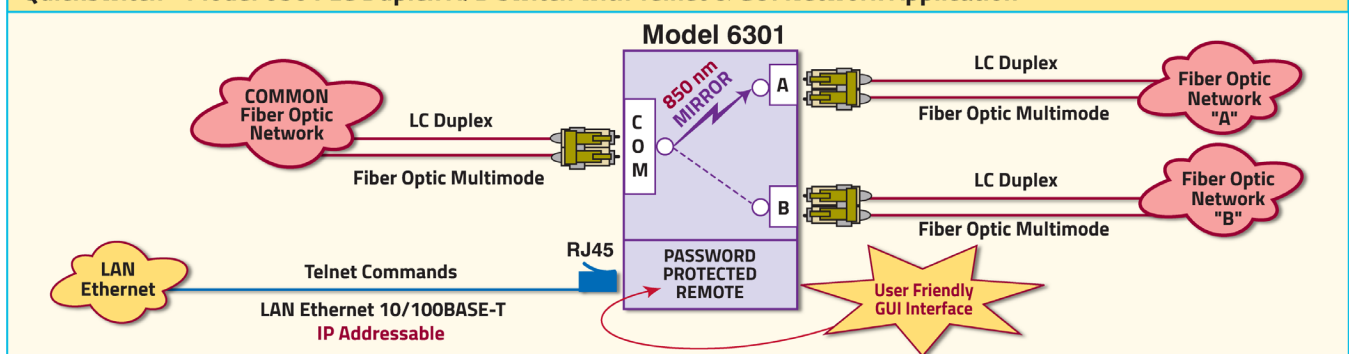 Model 6301
COMMON
Fiber Optic
Network
LC Duplex
Fiber Optic Multimode
C
O
M
850 nm
MIRROR
A
B
LC Duplex
Fiber Optic Multimode
Fiber Optic
Network
"A"
LC Duplex
Fiber Optic Multimode
Fiber Optic
Network
"B"
LAN
Ethernet
Telnet Commands
LAN Ethernet 10/100BASE-T
IP Addressable
RJ45
PASSWORD
PROTECTED
REMOTE
User Friendly
GUI Interface